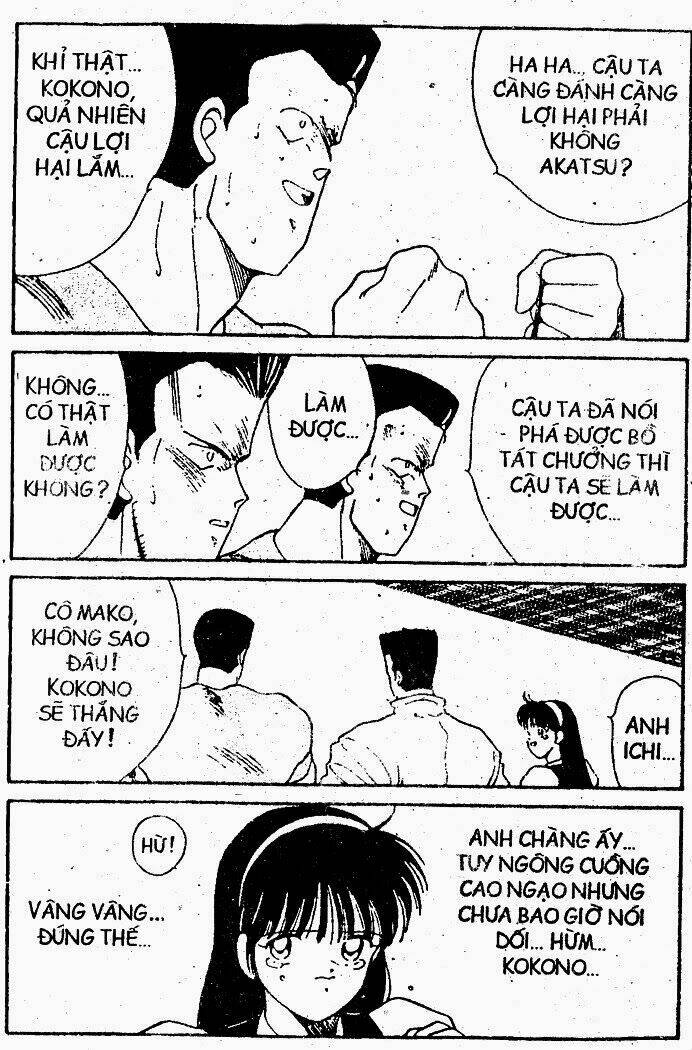 KHỈ THẬT...
KOKONO,
QUẢ NHIÊN
CẬU LỢI
HẠI LẮM...
HA HA... CẬU TA
CÀNG ĐÁNH CÀNG
LỢI HẠI PHẢI
KHÔNG
AKATSU?
KHÔNG...
CÓ THẬT
LÀM
ĐƯỢC
KHÔNG?
LÀM
ĐƯỢC...
CẬU TA ĐÃ NÓI
PHÁ ĐƯỢC BỒ
TÁT CHƯỞNG THÌ
CẬU TA SẼ LÀM
ĐƯỢC...
CÔ MAKO,
KHÔNG SAO
ĐÂU!
KOKONO
SẼ THẮNG
ĐẤY!
ANH
ICHI...
HỪ!
VÂNG VÂNG...
ĐÚNG THẾ...
ANH CHÀNG ẤY...
TUY NGÔNG CUỒNG
CAO NGẠO NHƯNG
CHƯA BAO GIỜ NÓI
DỐI... HỪM...
KOKONO...